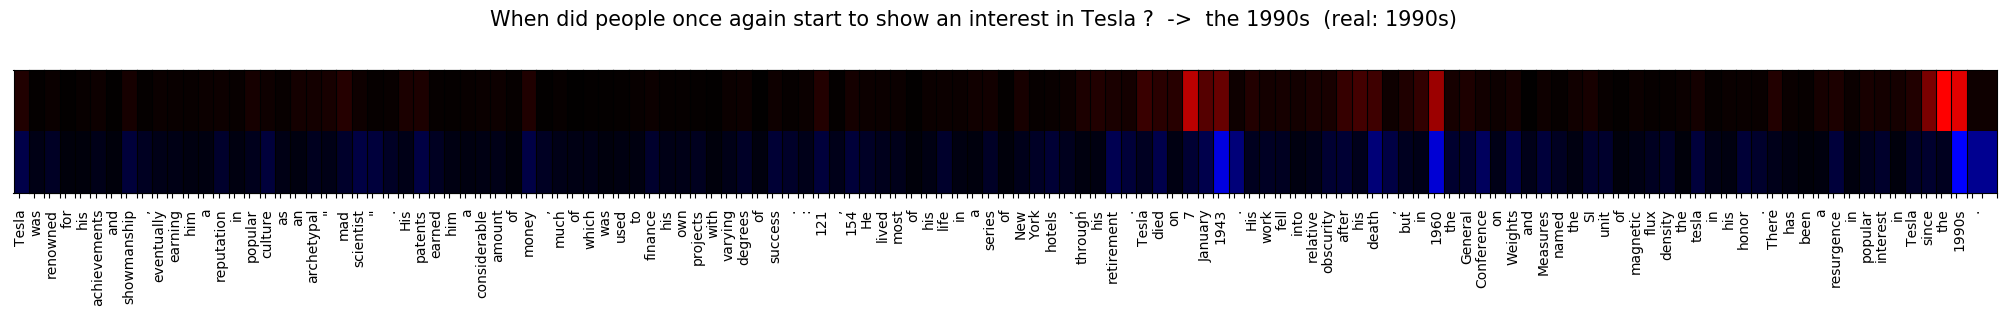 When did people once again start to show an interest in Tesla ?  ->  the 1990s  (real: 1990s)
Tesla was renowned for his achievements and showmanship , eventually earning him a reputation in popular culture as an archetypal " mad scientist " . His patents earned him a considerable amount of money , much of which was used to finance his own projects with varying degrees of success . : 121 , 154 He lived most of his life in a series of New York hotels , through his retirement . Tesla died on 7 January 1943 . His work fell into relative obscurity after his death , but in 1960 the General Conference on Weights and Measures named the SI unit of magnetic flux density the tesla in his honor . There has been a resurgence in popular interest in Tesla since the 1990s .